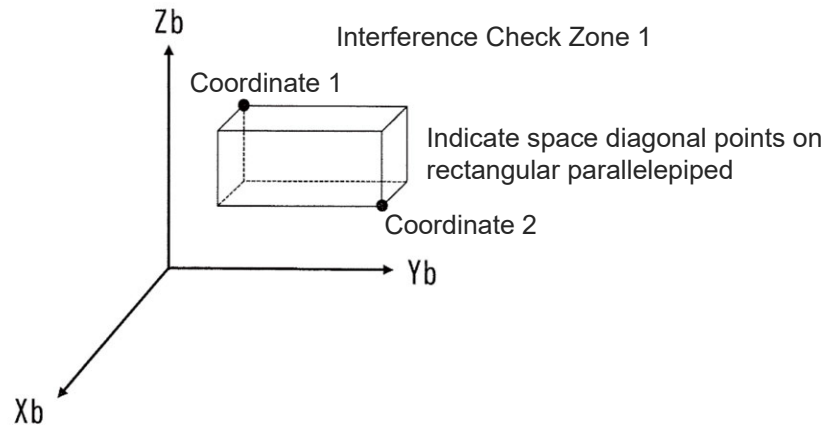 Zb
Interference Check Zone 1
Coordinate 1
Indicate space diagonal points on
rectangular parallelepiped
Coordinate 2
Yb
Xb